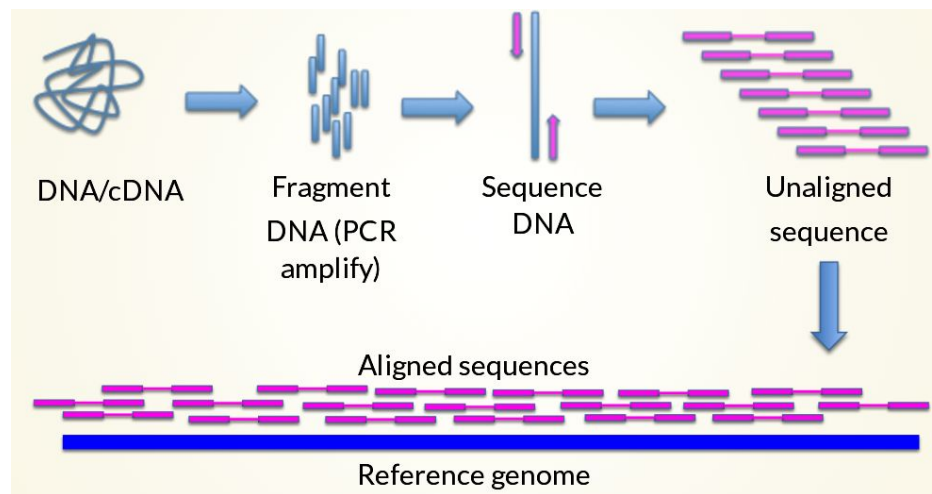 DNA/cDNA
Fragment
DNA (PCR
amplify)
Sequence
DNA
Unaligned
sequence
Aligned sequences
Reference genome